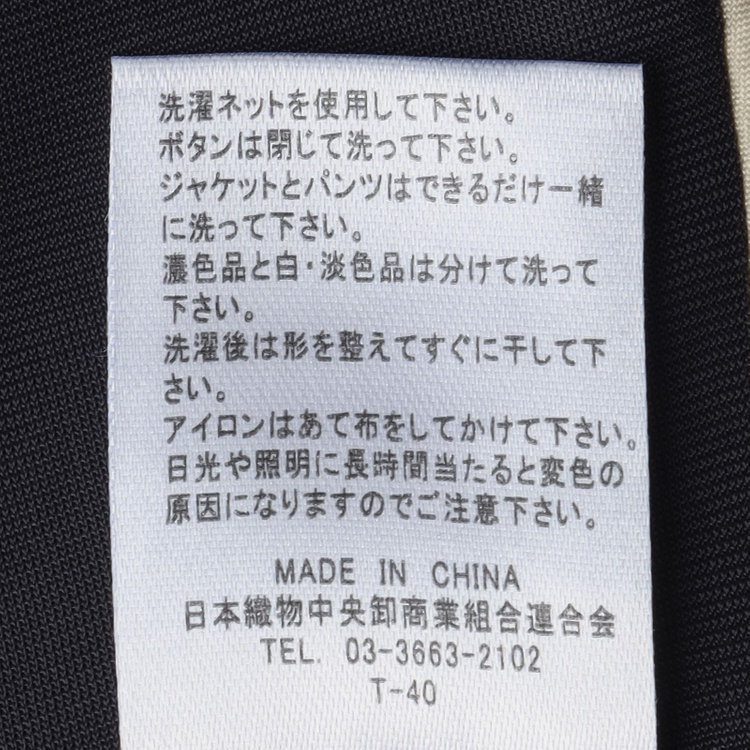 洗濯ネットを使用して下さい。
ボタンは閉じて洗って下さい。
ジャケットとパンツはできるだけ一緒
に洗って下さい。
濃色品と白・淡色品は分けて洗って
下さい。
洗濯後は形を整えてすぐに干して下
さい。
アイロンはあて布をしてかけて下さい。
日光や照明に長時間当たると変色の
原因になりますのでご注意下さい。
MADE IN CHINA
日本織物中央卸商業組合連合会
TEL. 03-3663-2102
T-40